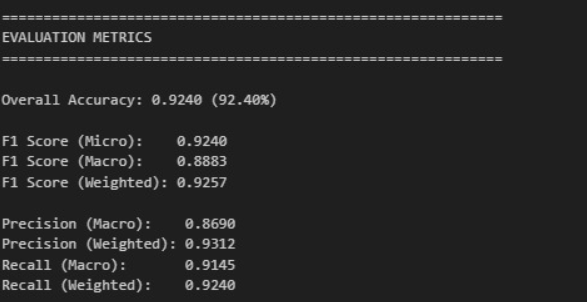 ============================================================
EVALUATION METRICS
============================================================
Overall Accuracy: 0.9240 (92.40%)
F1 Score (Micro):    0.9240
F1 Score (Macro):    0.8883
F1 Score (Weighted): 0.9257
Precision (Macro):    0.8690
Precision (Weighted): 0.9312
Recall (Macro):       0.9145
Recall (Weighted):    0.9240